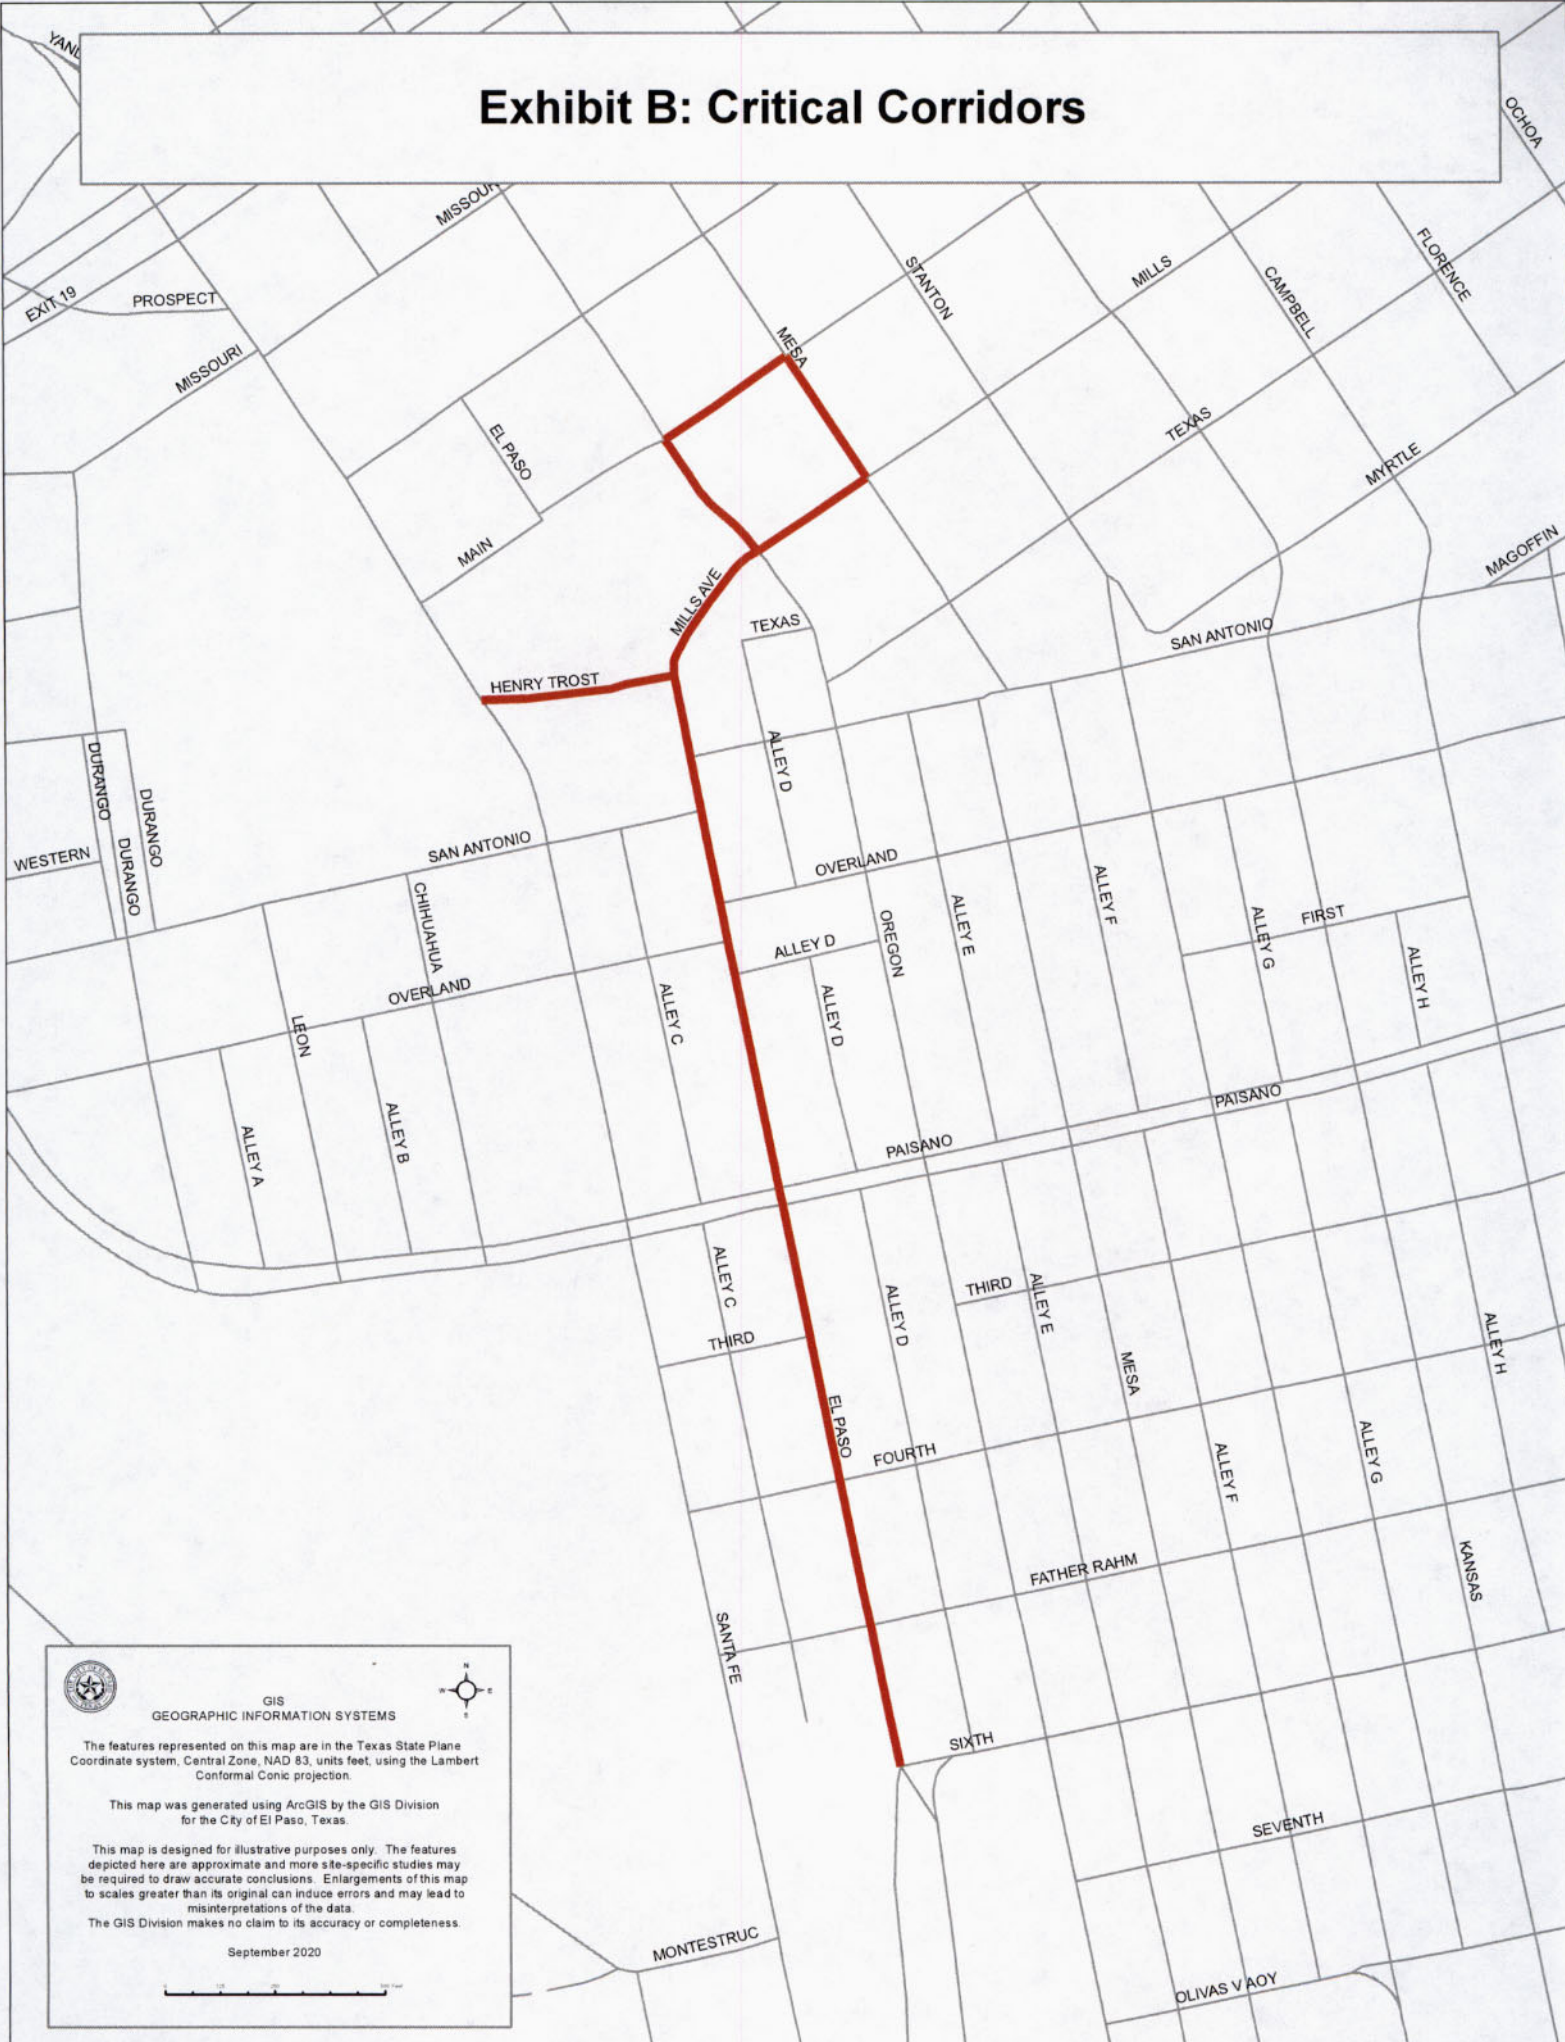 YAND
Exhibit B: Critical Corridors
OCHOA
MISSOUR
STANTON
MILLS
FLORENCE
CAMPBELL
EXIT 19
PROSPECT
MISSOURI
MESA
EL PASO
TEXAS
MYRTLE
MAIN
MAGOFFIN
MILLS AVE
TEXAS
SAN ANTONIO
HENRY TROST
ALLEY D
DURANGO
DURANGO
DURANGO
WESTERN
SAN ANTONIO
OVERLAND
CHIHUAHUA
ALLEY F
ALLEY E
OREGON
ALLEY G
FIRST
ALLEY D
ALLEY H
OVERLAND
ALLEY C
ALLEY D
LEON
PAISANO
ALLEY B
ALLEY A
PAISANO
ALLEY C
ALLEY D
THIRD
ALLEY E
THIRD
ALLEY H
MESA
EL PASO
FOURTH
ALLEY G
ALLEY F
FATHER RAHM
KANSAS
SANTA FE
SIXTH
SEVENTH
MONTESTRUC
OLIVAS V AOY
N
W E
S
GIS
GEOGRAPHIC INFORMATION SYSTEMS
The features represented on this map are in the Texas State Plane
Coordinate system, Central Zone, NAD 83, units feet, using the Lambert
Conformal Conic projection.
This map was generated using ArcGIS by the GIS Division
for the City of El Paso, Texas.
This map is designed for illustrative purposes only. The features
depicted here are approximate and more site-specific studies may
be required to draw accurate conclusions. Enlargements of this map
to scales greater than its original can induce errors and may lead to
misinterpretations of the data.
The GIS Division makes no claim to its accuracy or completeness.
September 2020